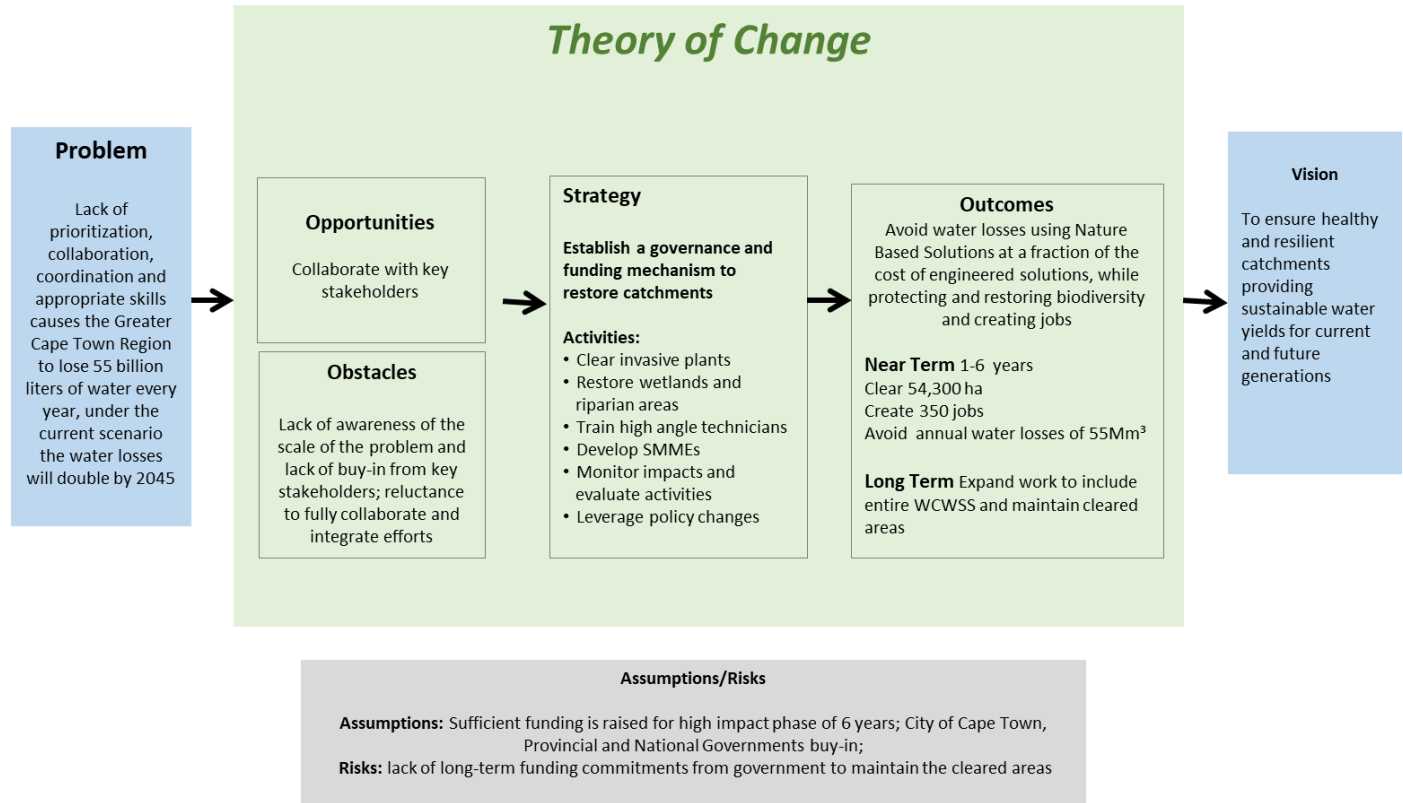 Theory of Change
Problem
Lack of
prioritization,
collaboration,
coordination and
appropriate skills
causes the Greater
Cape Town Region
to lose 55 billion
liters of water every
year, under the
current scenario
the water losses
will double by 2045
Opportunities
Collaborate with key
stakeholders
Obstacles
Lack of awareness of the
scale of the problem and
lack of buy-in from key
stakeholders; reluctance
to fully collaborate and
integrate efforts
Strategy
Establish a governance and
funding mechanism to
restore catchments
Activities:
• Clear invasive plants
• Restore wetlands and
riparian areas
• Train high angle technicians
• Develop SMMEs
• Monitor impacts and
evaluate activities
• Leverage policy changes
Outcomes
Avoid water losses using Nature
Based Solutions at a fraction of the
cost of engineered solutions, while
protecting and restoring biodiversity
and creating jobs
Near Term 1-6 years
Clear 54,300 ha
Create 350 jobs
Avoid annual water losses of 55Mm³
Long Term Expand work to include
entire WCWSS and maintain cleared
areas
Vision
To ensure healthy
and resilient
catchments
providing
sustainable water
yields for current
and future
generations
Assumptions/Risks
Assumptions: Sufficient funding is raised for high impact phase of 6 years; City of Cape Town,
Provincial and National Governments buy-in;
Risks: lack of long-term funding commitments from government to maintain the cleared areas